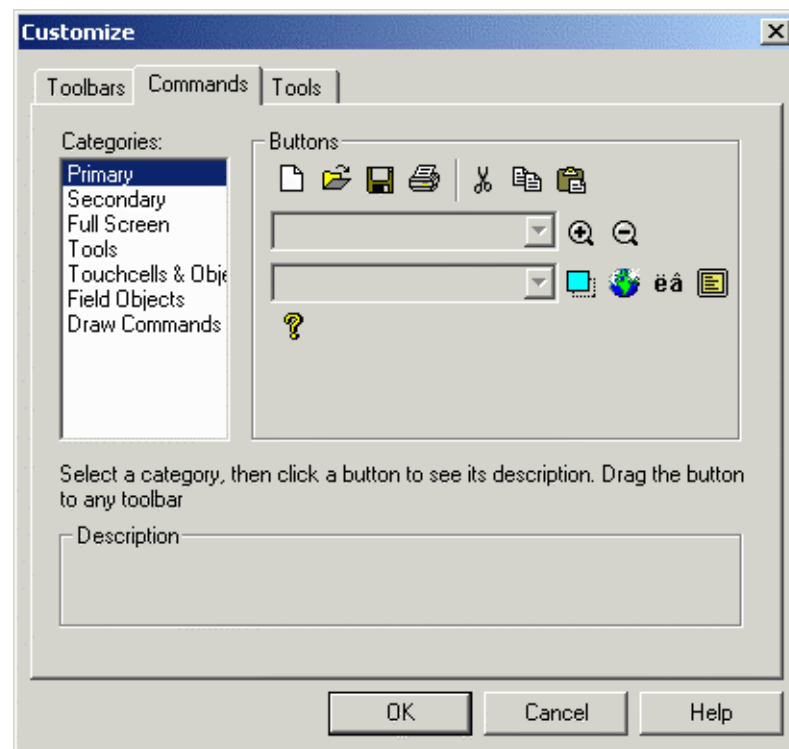 Customize
Toolbars Commands Tools
Categories:
Primary
Secondary
Full Screen
Tools
Touchcells & Obje
Field Objects
Draw Commands
Buttons
ëâ
Select a category, then click a button to see its description. Drag the button
to any toolbar
Description
OK Cancel Help